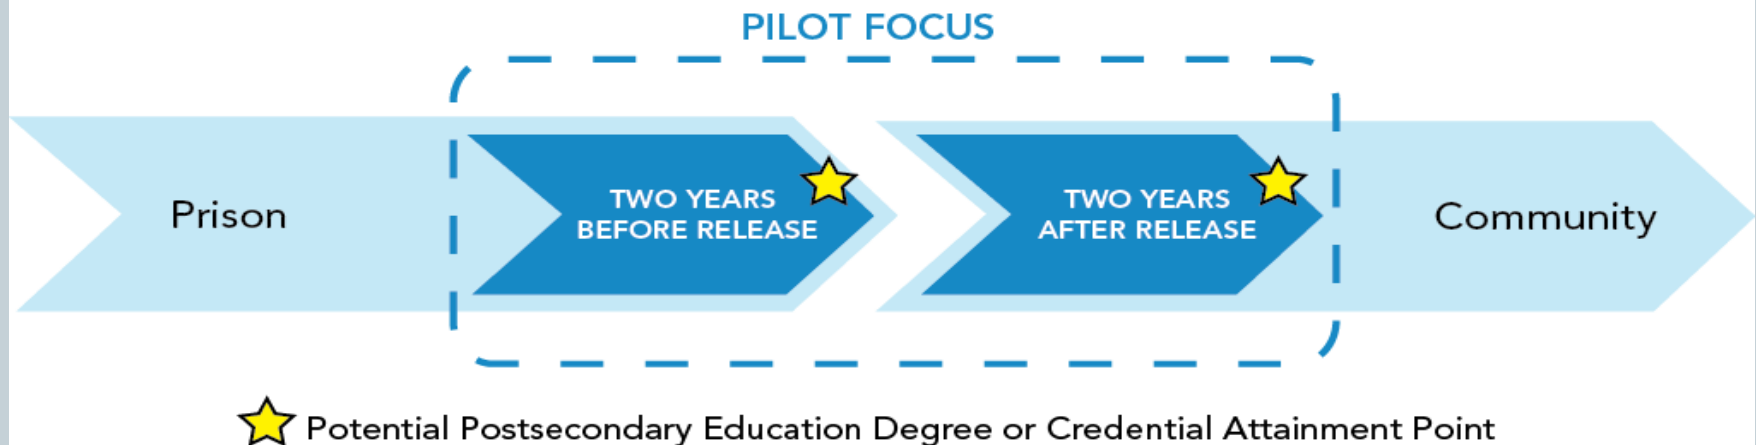 PILOT FOCUS
Prison
TWO YEARS
BEFORE RELEASE
TWO YEARS
AFTER RELEASE
Community
Potential Postsecondary Education Degree or Credential Attainment Point